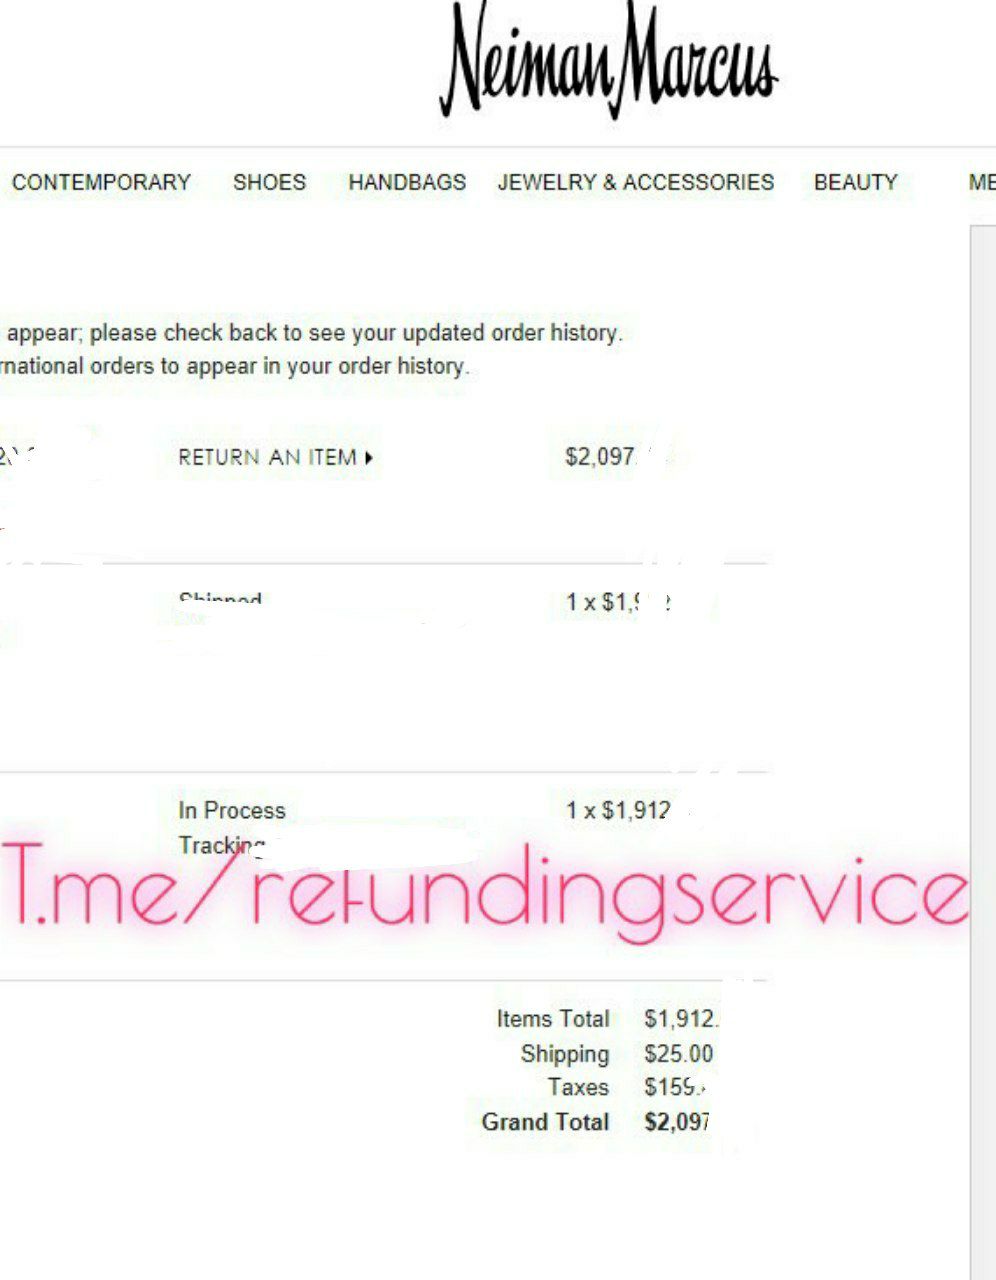 Neiman Marcus
CONTEMPORARY SHOES HANDBAGS JEWELRY & ACCESSORIES BEAUTY ME
appear; please check back to see your updated order history.
rnational orders to appear in your order history.
RETURN AN ITEM $2,097
Shipped 1 x $1,9
In Process 1 x $1,912
Tracking
T.me/refundingservice
Items Total $1,912.
Shipping $25.00
Taxes $159.
Grand Total $2,097